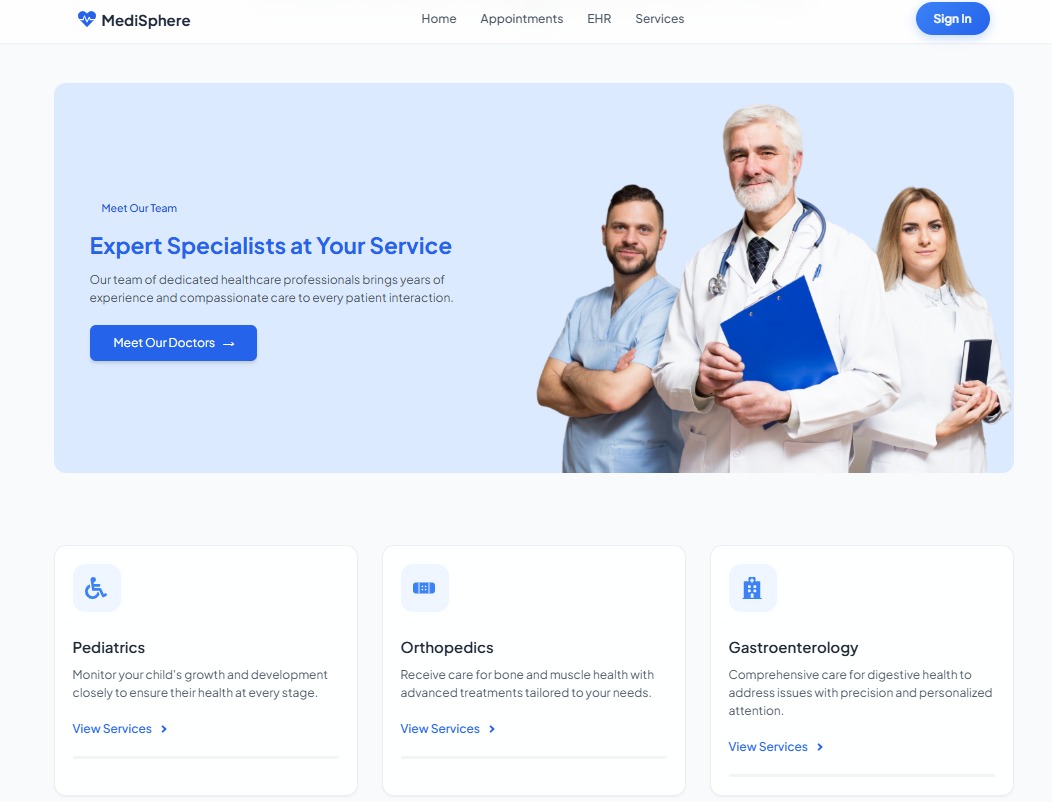 MediSphere
Home Appointments EHR Services
Sign In
Meet Our Team
Expert Specialists at Your Service
Our team of dedicated healthcare professionals brings years of
experience and compassionate care to every patient interaction.
Meet Our Doctors →
Pediatrics
Monitor your child's growth and development
closely to ensure their health at every stage.
View Services
Orthopedics
Receive care for bone and muscle health with
advanced treatments tailored to your needs.
View Services
Gastroenterology
Comprehensive care for digestive health to
address issues with precision and personalized
attention.
View Services